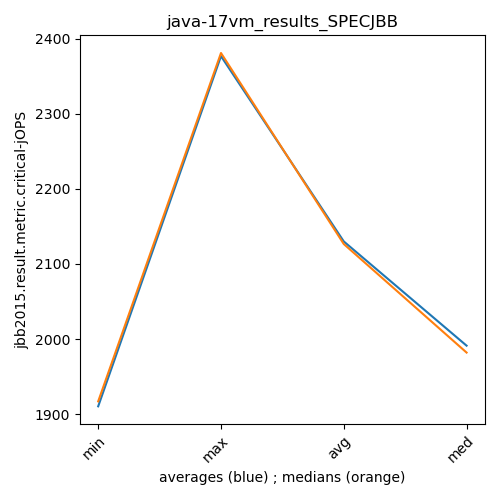 java-17vm_results_SPECJBB
jbb2015.result.metric.critical-jOPS
2400
2300
2200
2100
2000
1900
min
max
avg
med
averages (blue) ; medians (orange)